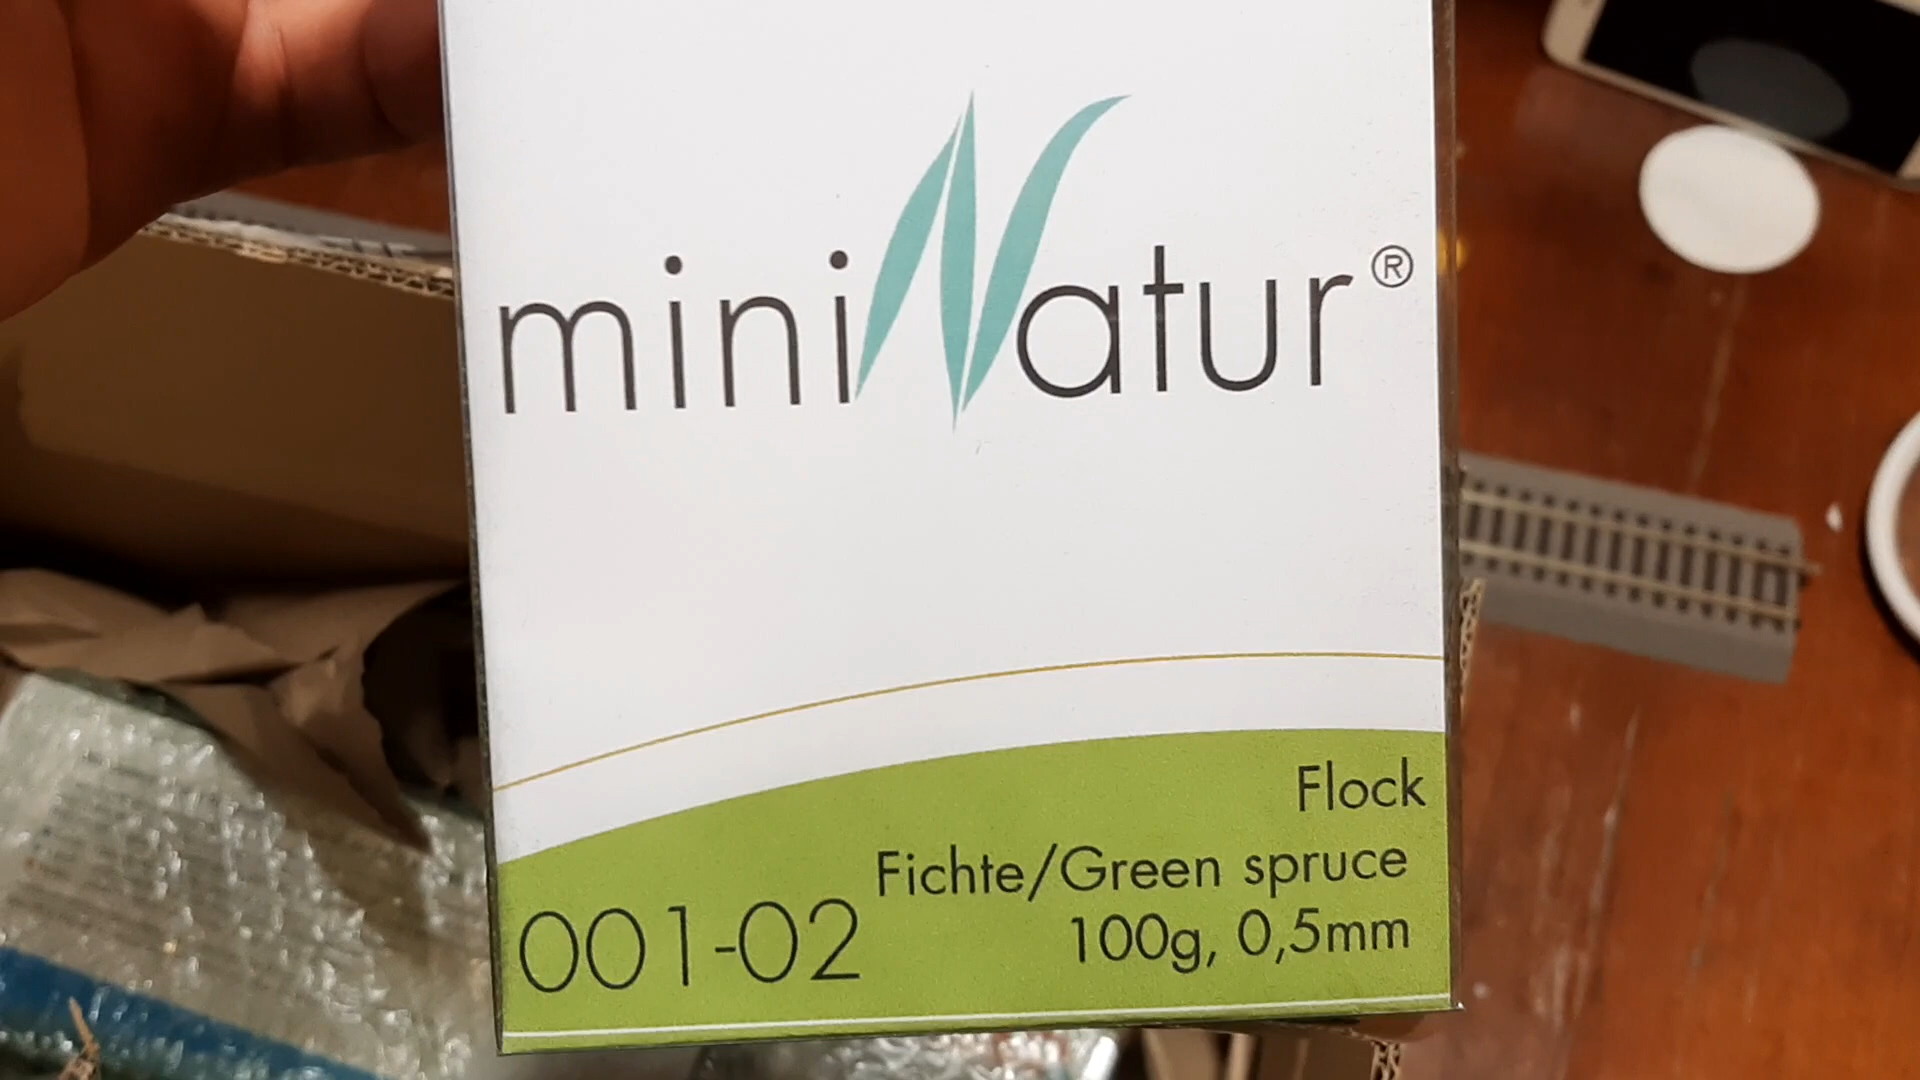 miniNatur®
Flock
Fichte/Green spruce
001-02
100g, 0,5mm